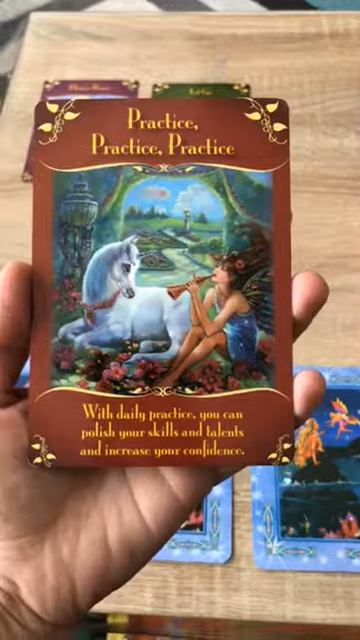 Practice,
Practice, Practice
With daily practice, you can
polish your skills and talents
and increase your confidence.